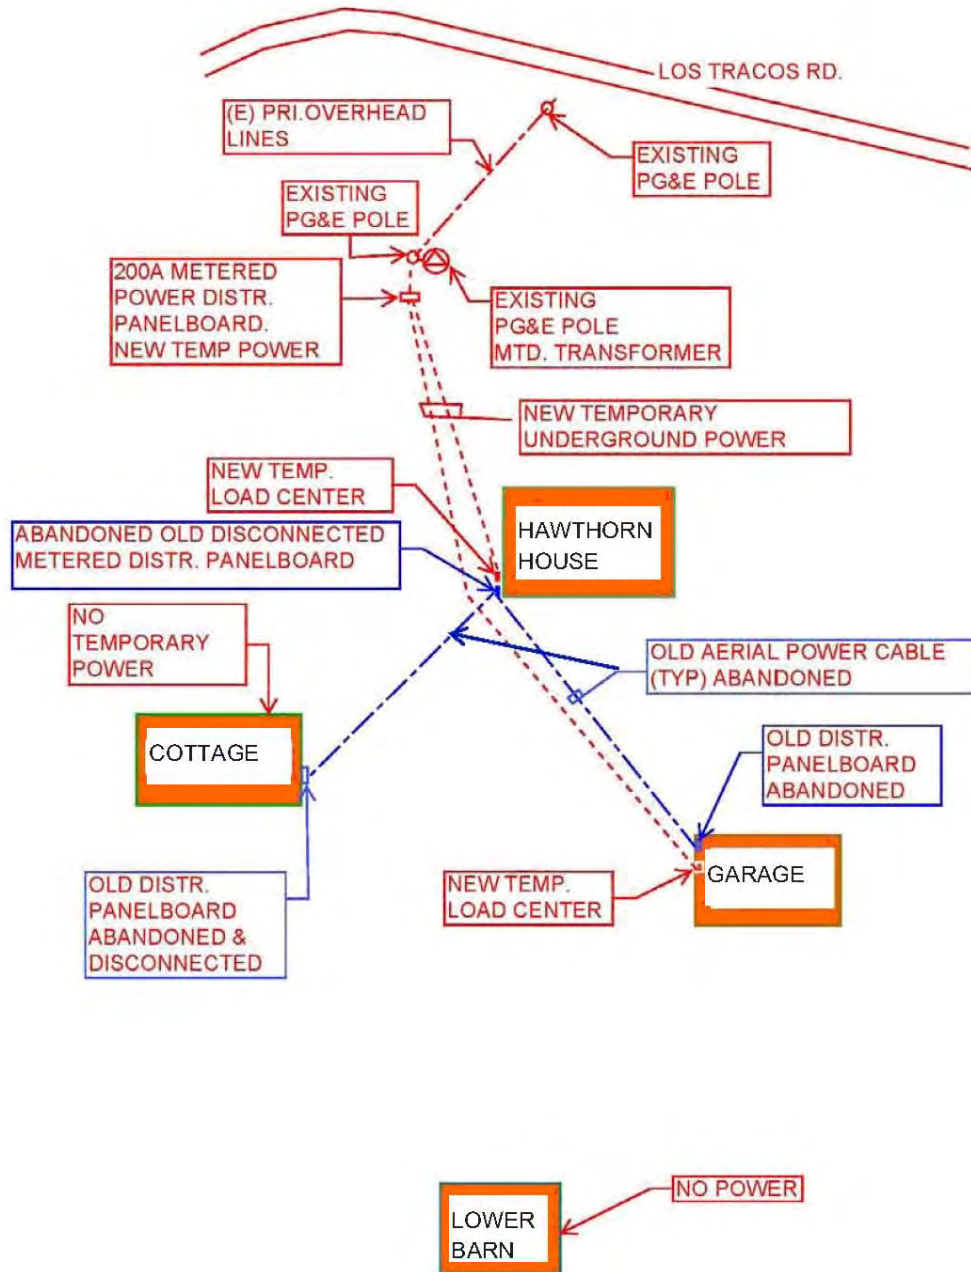 LOS TRACOS RD.
(E) PRI.OVERHEAD
LINES
EXISTING
PG&E POLE
EXISTING
PG&E POLE
200A METERED
POWER DISTR.
PANELBOARD.
NEW TEMP POWER
EXISTING
PG&E POLE
MTD. TRANSFORMER
NEW TEMPORARY
UNDERGROUND POWER
NEW TEMP.
LOAD CENTER
HAWTHORN
HOUSE
ABANDONED OLD DISCONNECTED
METERED DISTR. PANELBOARD
NO
TEMPORARY
POWER
OLD AERIAL POWER CABLE
(TYP) ABANDONED
COTTAGE
OLD DISTR.
PANELBOARD
ABANDONED
OLD DISTR.
PANELBOARD
ABANDONED &
DISCONNECTED
NEW TEMP.
LOAD CENTER
GARAGE
NO POWER
LOWER
BARN